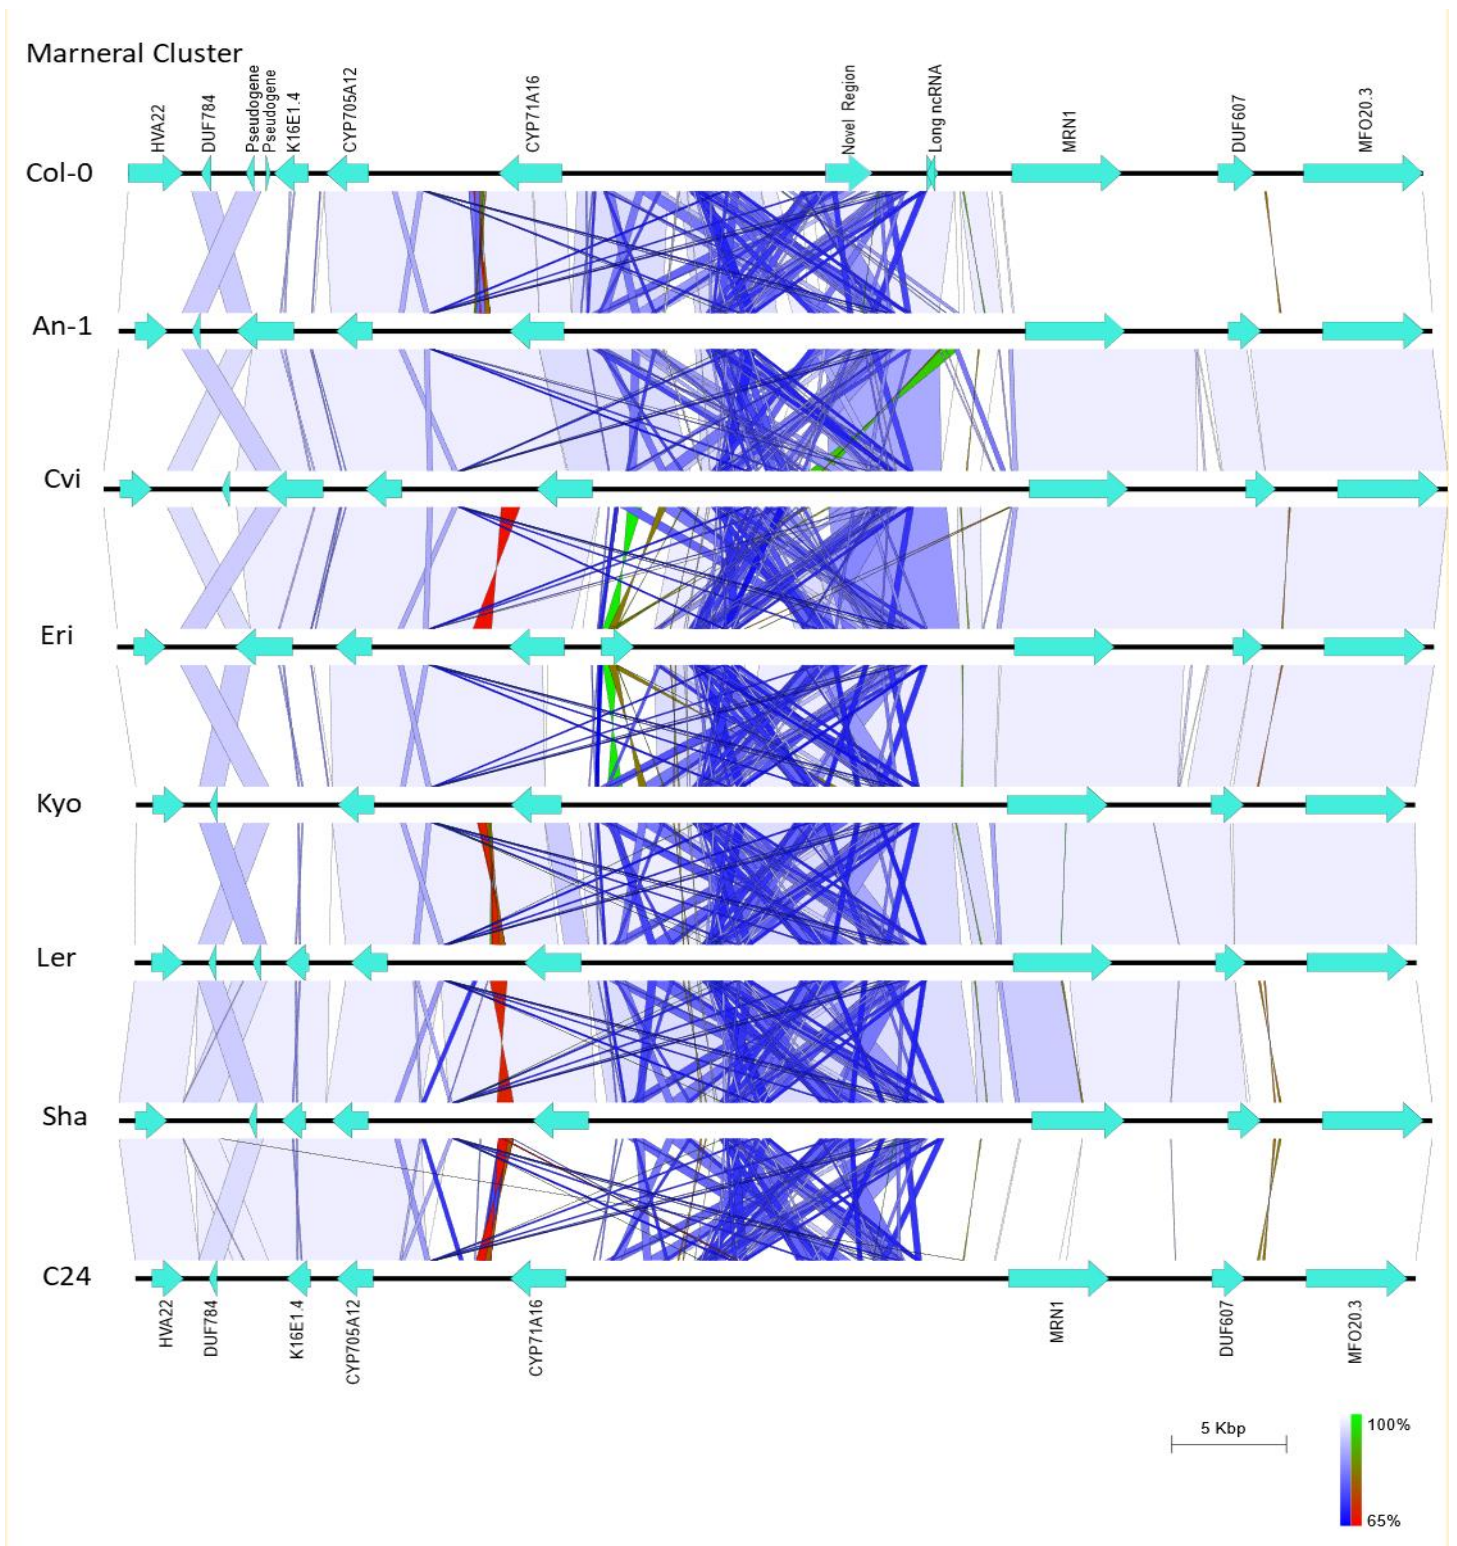 Marneral Cluster
HVA22
DUF784
Pseudogene
Pseudogene
K16E1.4
CYP705A12
CYP71A16
Novel Region
Long ncRNA
MRN1
DUF607
MFO20.3
Col-0
An-1
Cvi
Eri
Kyo
Ler
Sha
C24
HVA22
DUF784
K16E1.4
CYP705A12
CYP71A16
MRN1
DUF607
MFO20.3
5 Kbp
100%
65%